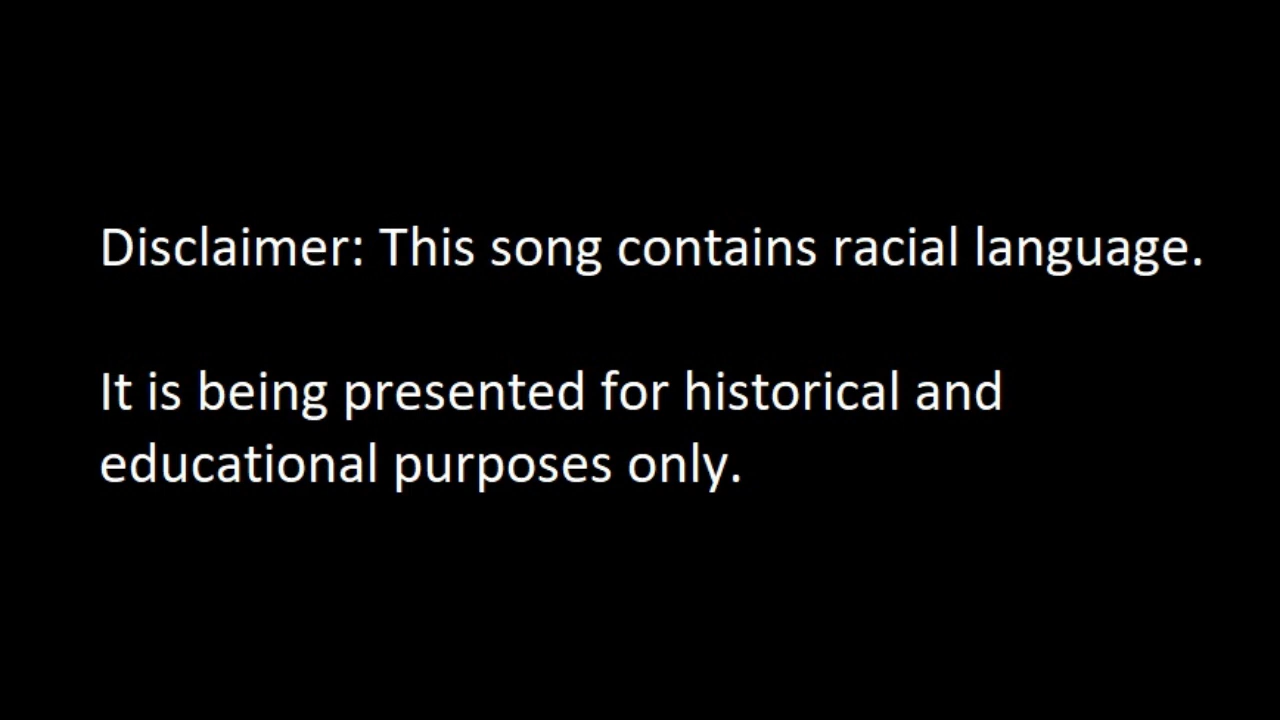 Disclaimer: This song contains racial language.
It is being presented for historical and
educational purposes only.